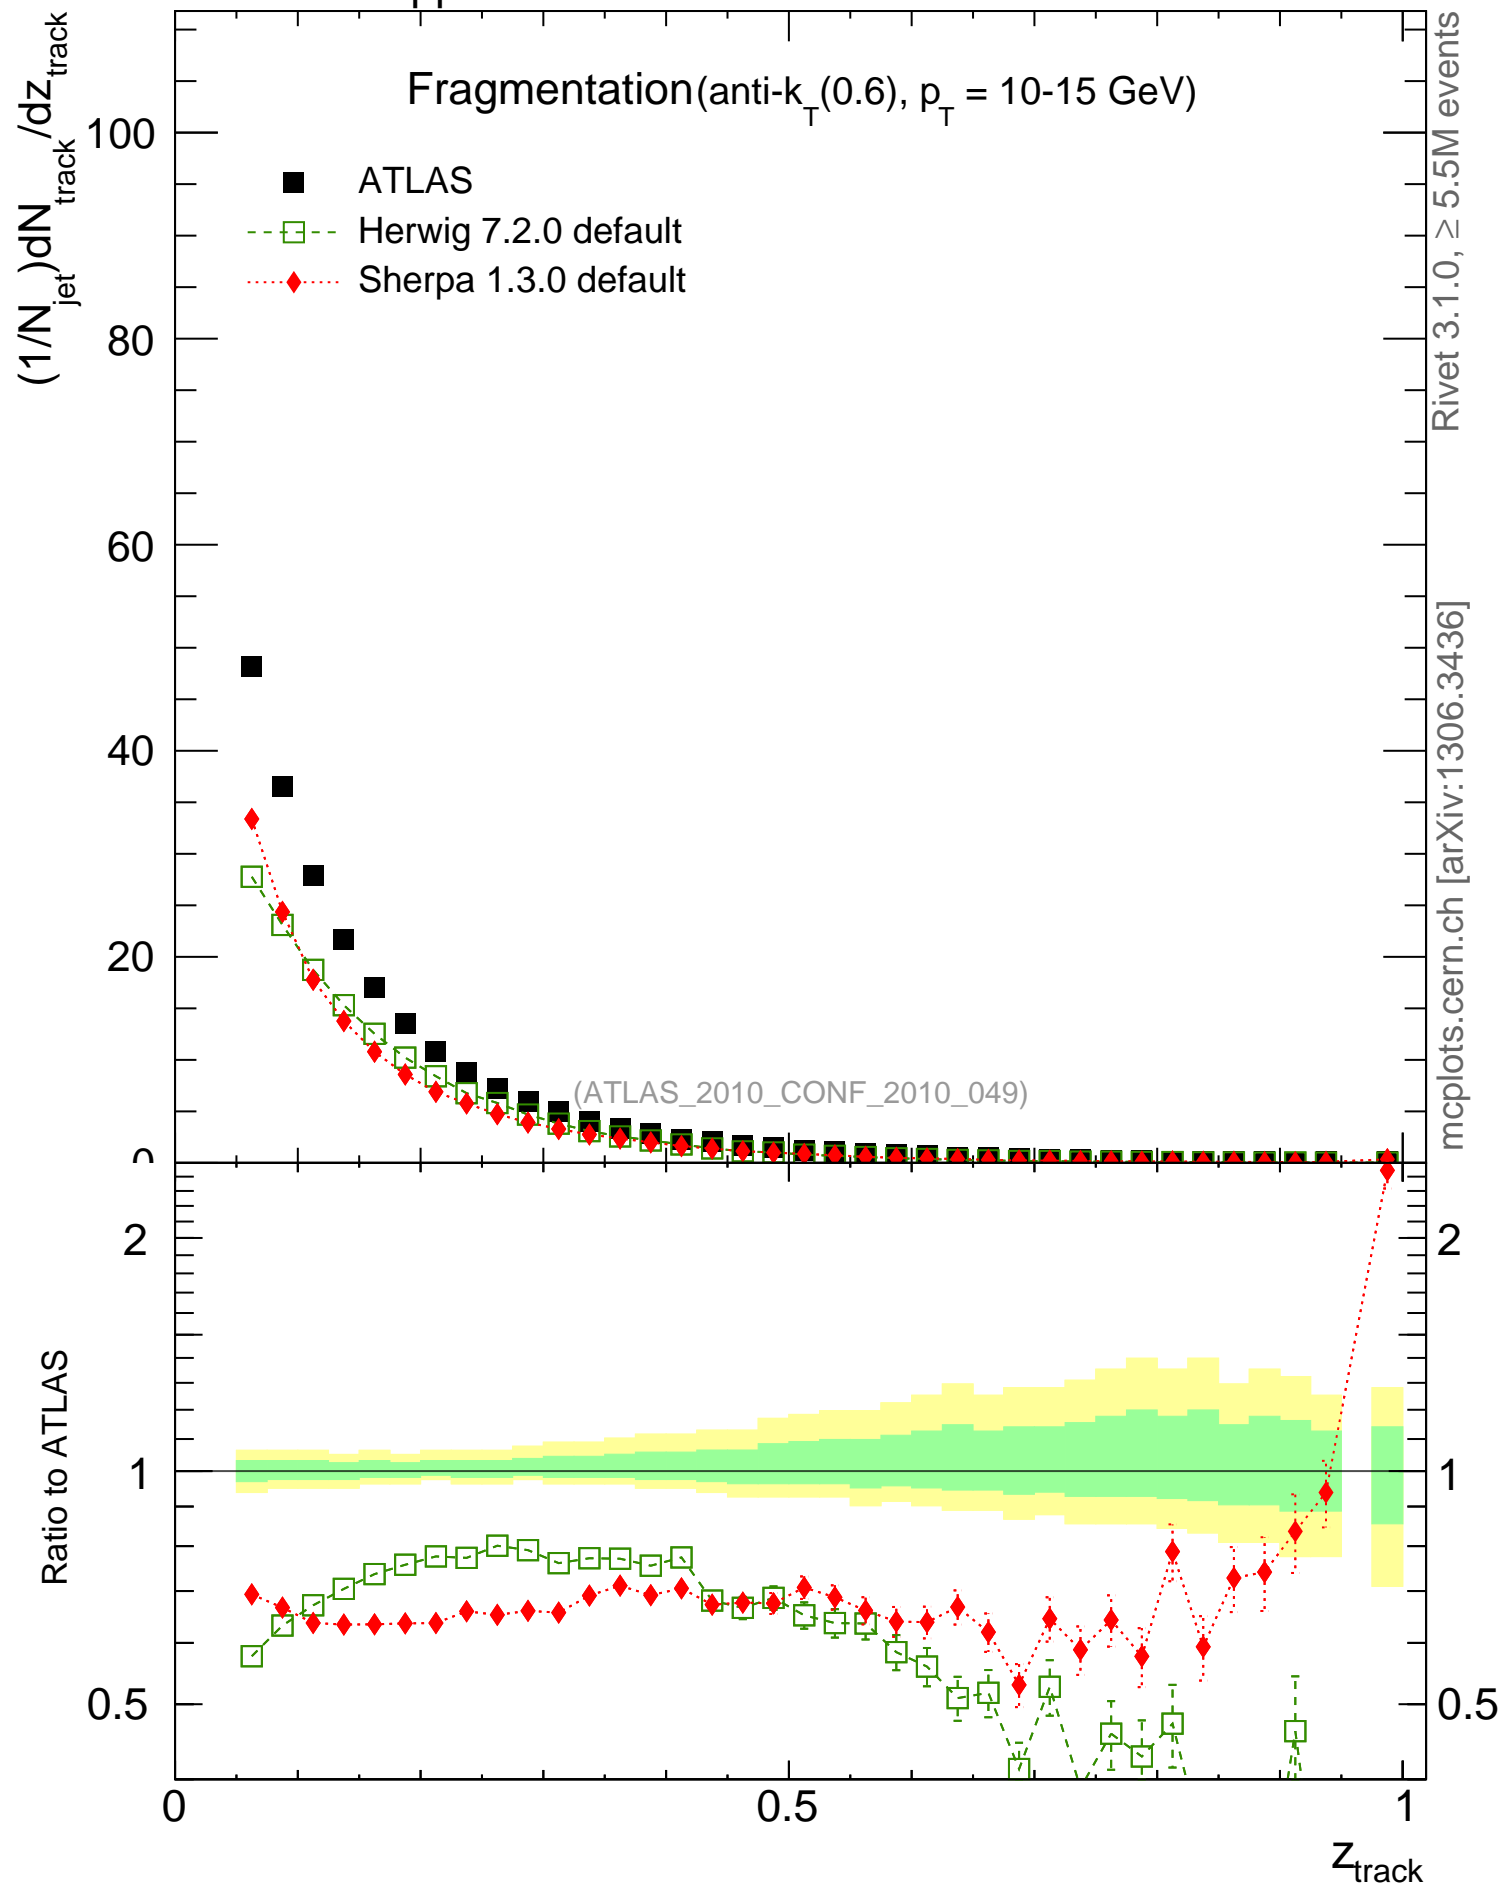 Fragmentation (anti-k_T(0.6), p_T = 10-15 GeV)
(1/N_jet)dN_track/dz_track
ATLAS
Herwig 7.2.0 default
Sherpa 1.3.0 default
100
80
60
40
20
0
(ATLAS_2010_CONF_2010_049)
Rivet 3.1.0, ≥ 5.5M events
mcplots.cern.ch [arXiv:1306.3436]
Ratio to ATLAS
2
1
0.5
2
1
0.5
0
0.5
1
z_track